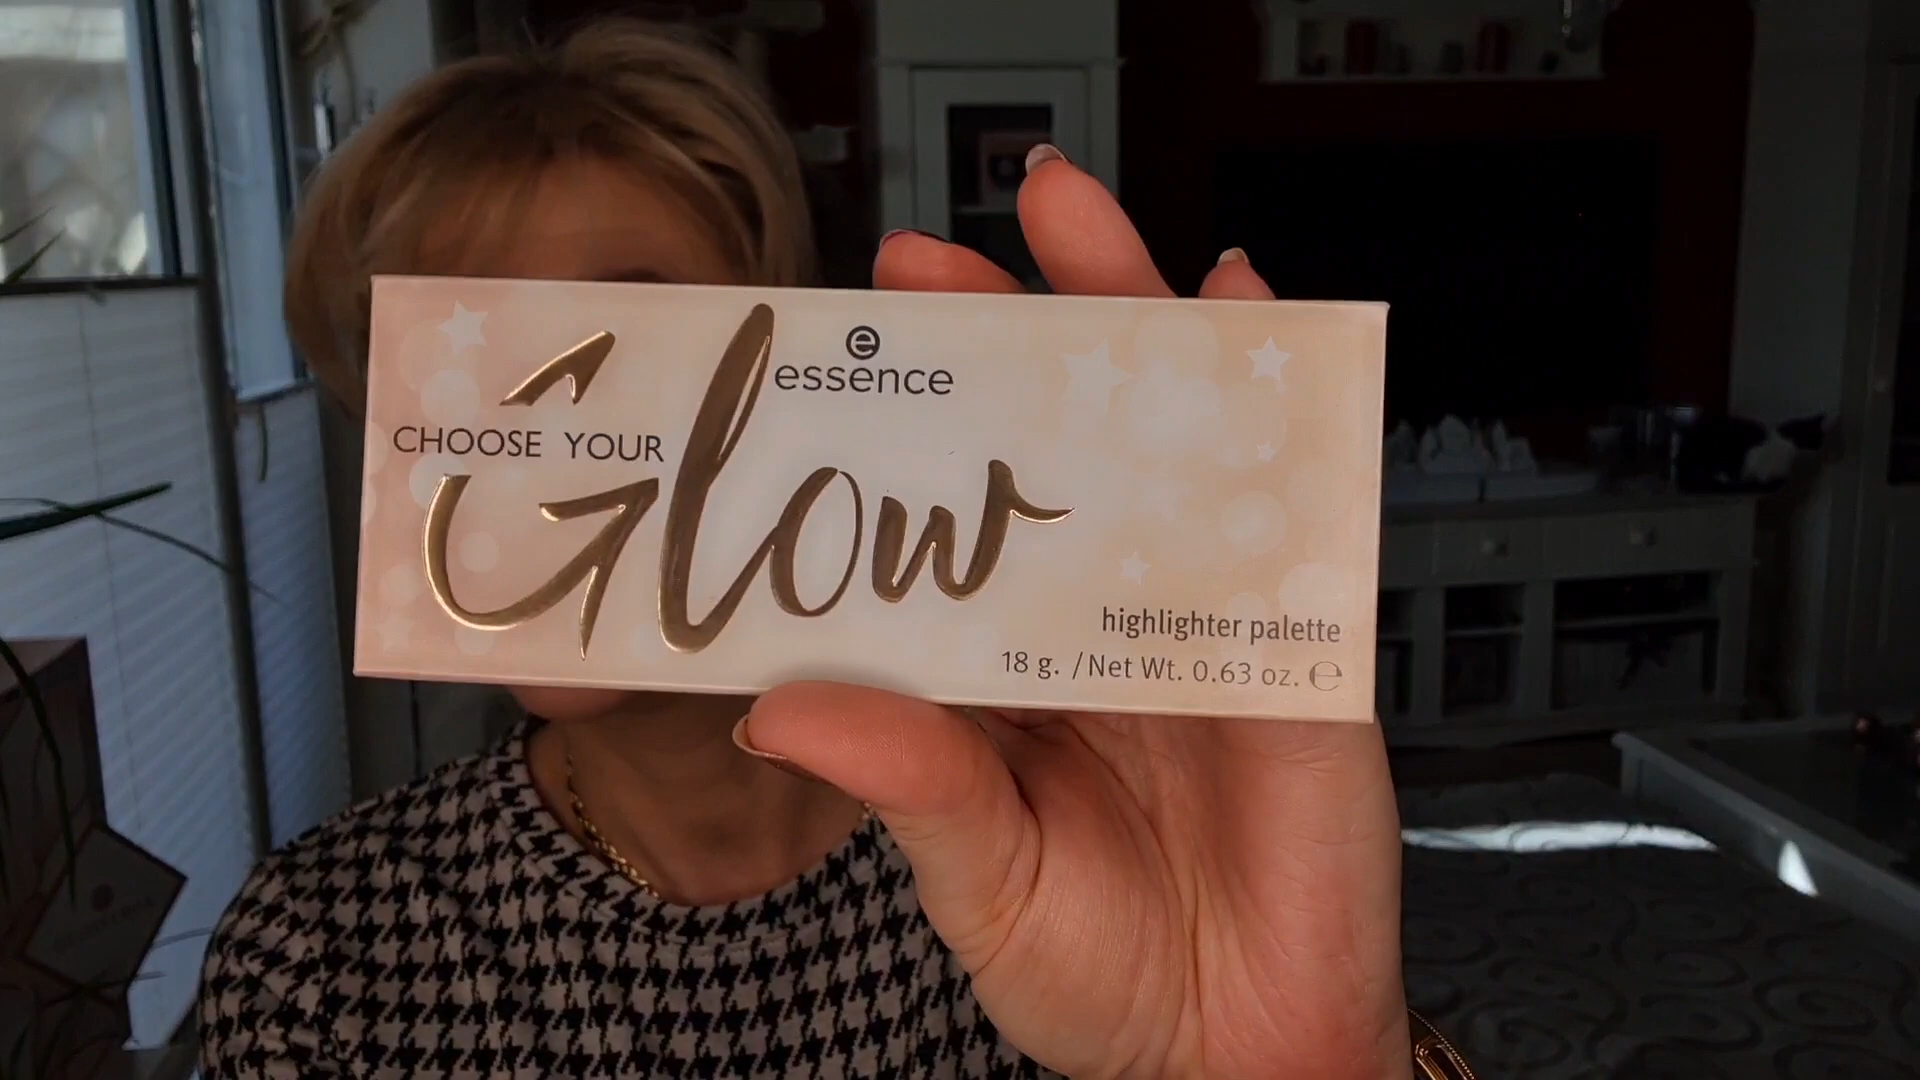 e
essence
CHOOSE YOUR
Glow
highlighter palette
18 g. / Net Wt. 0.63 oz. ℮